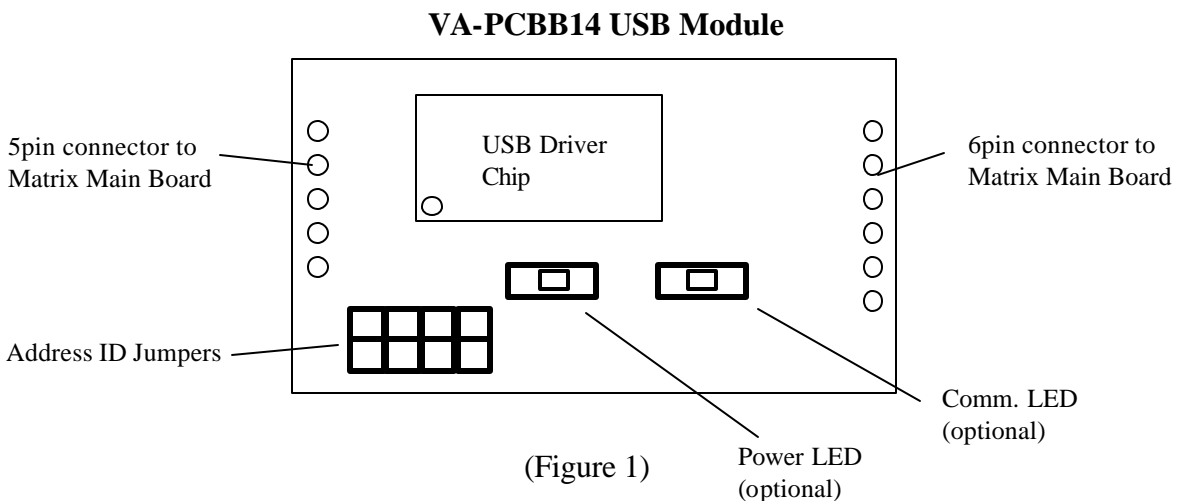 VA-PCBB14 USB Module
5pin connector to
Matrix Main Board
USB Driver
Chip
6pin connector to
Matrix Main Board
Address ID Jumpers
Comm. LED
(optional)
Power LED
(optional)
(Figure 1)